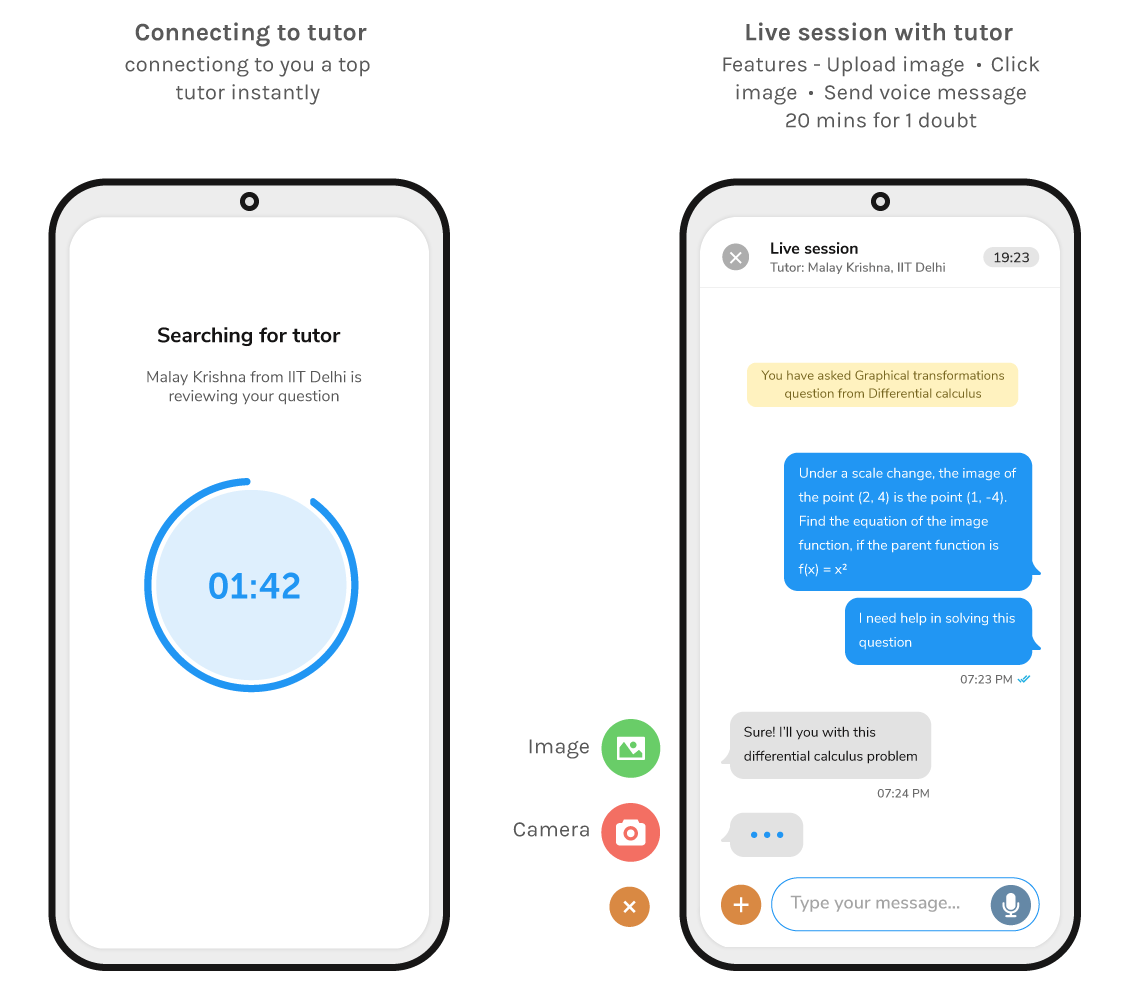 Connecting to tutor
connectiong to you a top
tutor instantly
Searching for tutor
Malay Krishna from IIT Delhi is
reviewing your question
01:42
Live session with tutor
Features - Upload image • Click
image • Send voice message
20 mins for 1 doubt
Live session
Tutor: Malay Krishna, IIT Delhi
19:23
You have asked Graphical transformations
question from Differential calculus
Under a scale change, the image of
the point (2, 4) is the point (1, -4).
Find the equation of the image
function, if the parent function is
f(x) = x²
I need help in solving this
question
07:23 PM
Sure! I'll you with this
differential calculus problem
07:24 PM
Image
Camera
Type your message...